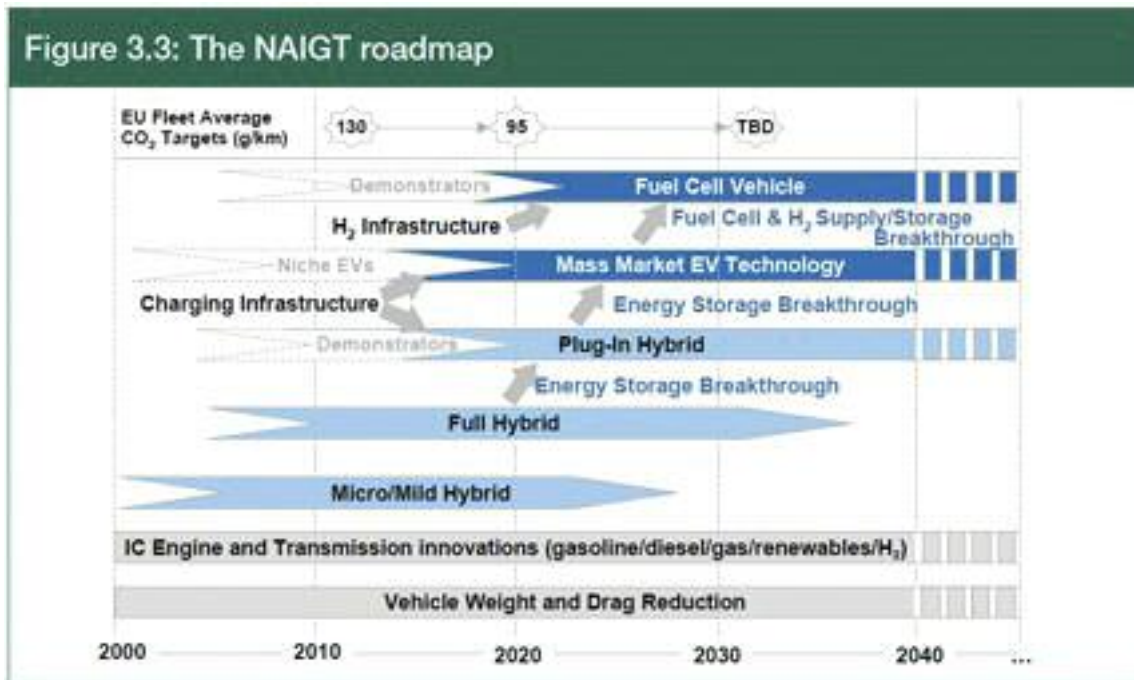 Figure 3.3: The NAIGT roadmap
EU Fleet Average
CO₂ Targets (g/km)
130
95
TBD
Demonstrators
Fuel Cell Vehicle
H₂ Infrastructure
Fuel Cell & H₂ Supply/Storage
Breakthrough
Niche EVs
Mass Market EV Technology
Charging Infrastructure
Energy Storage Breakthrough
Demonstrators
Plug-In Hybrid
Energy Storage Breakthrough
Full Hybrid
Micro/Mild Hybrid
IC Engine and Transmission innovations (gasoline/diesel/gas/renewables/H₂)
Vehicle Weight and Drag Reduction
2000 2010 2020 2030 2040 ...